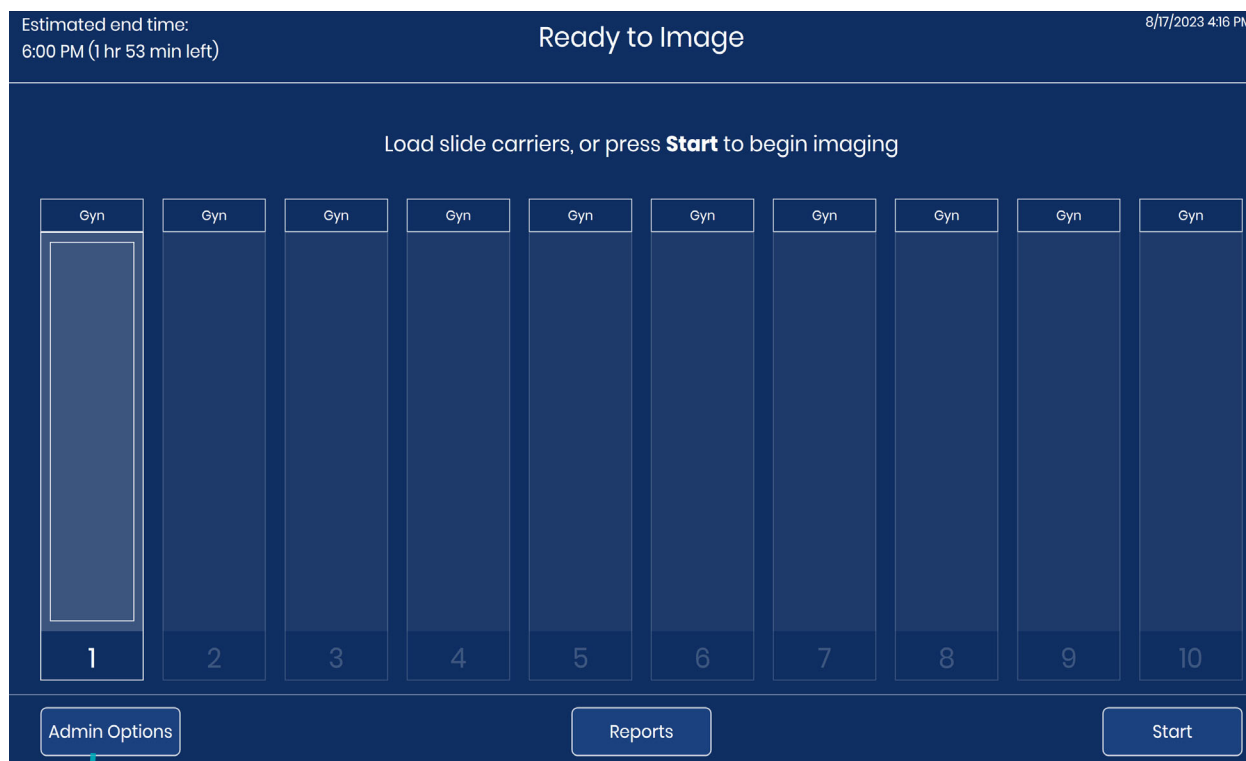 Estimated end time:
6:00 PM (1 hr 53 min left)
Ready to Image
8/17/2023 4:16 PM
Load slide carriers, or press Start to begin imaging
Gyn Gyn Gyn Gyn Gyn Gyn Gyn Gyn Gyn Gyn
1 2 3 4 5 6 7 8 9 10
Admin Options Reports Start